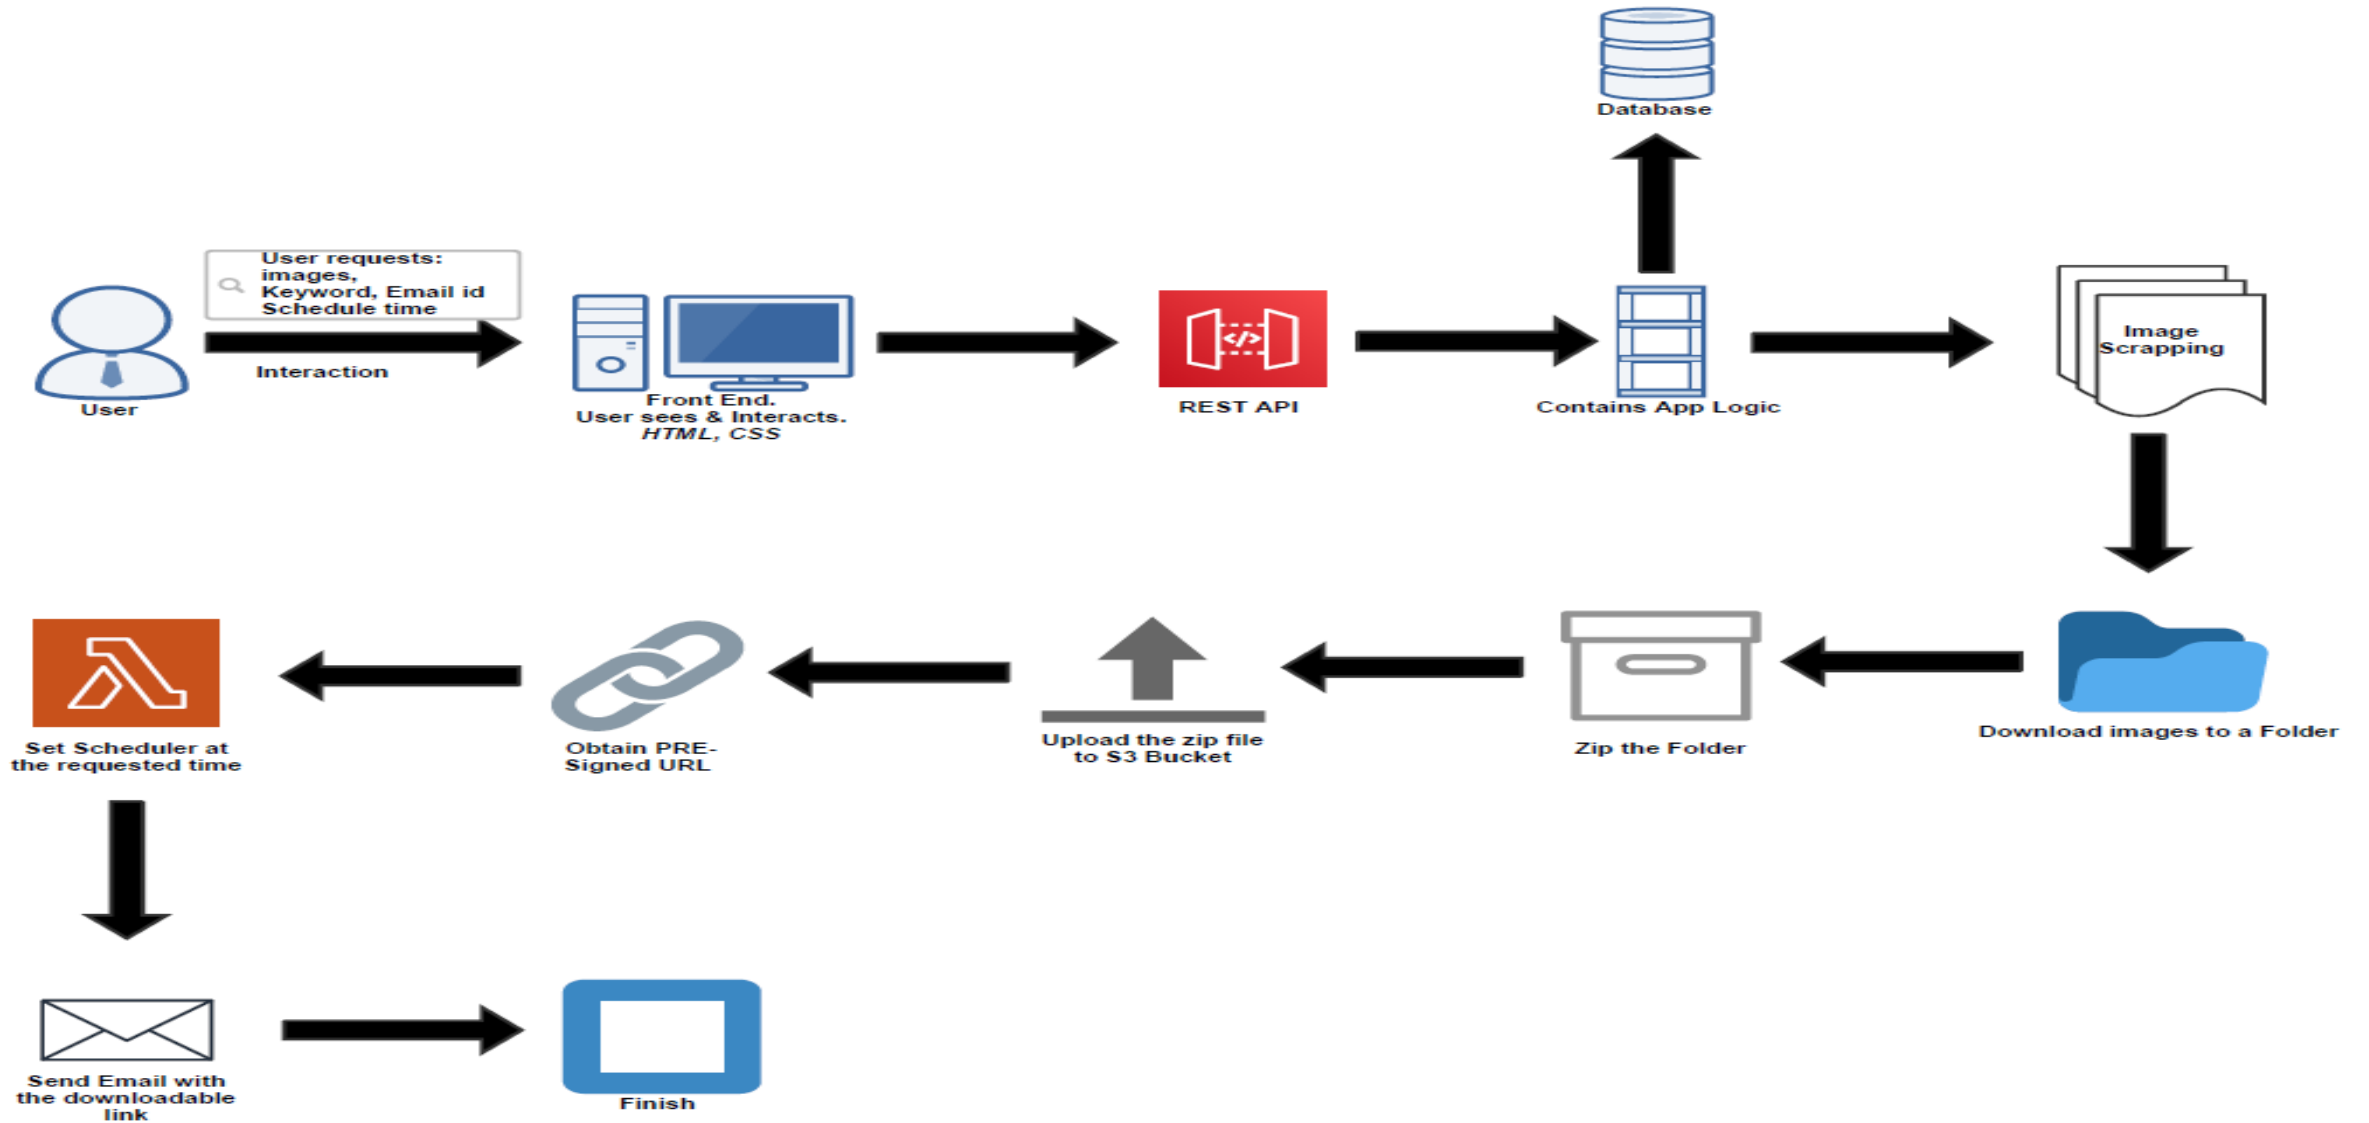 Database
User requests:
images,
Keyword, Email id
Schedule time
Interaction
User
Front End.
User sees & Interacts.
HTML, CSS
</>
REST API
Contains App Logic
Image
Scrapping
Set Scheduler at
the requested time
Obtain PRE-
Signed URL
Upload the zip file
to S3 Bucket
Zip the Folder
Download images to a Folder
Send Email with
the downloadable
link
Finish